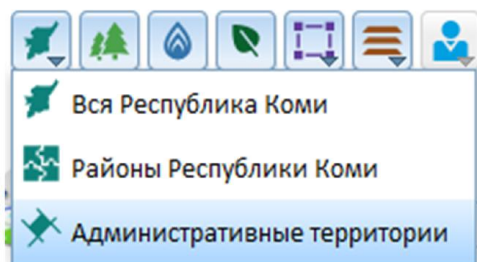 Вся Республика Коми
Районы Республики Коми
Административные территории